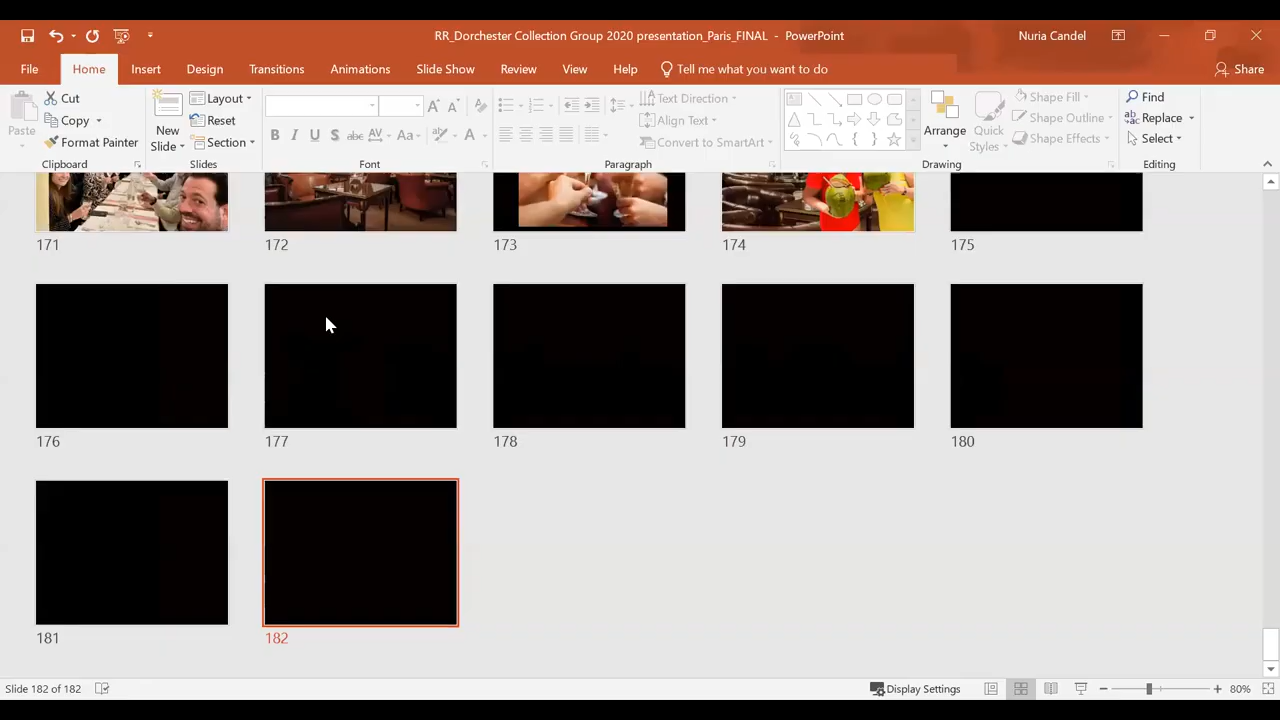 RR_Dorchester Collection Group 2020 presentation_Paris_FINAL - PowerPoint
Nuria Candel
File Home Insert Design Transitions Animations Slide Show Review View Help Tell me what you want to do Share
Paste
Cut
Copy
Format Painter
Clipboard
New Slide
Layout
Reset
Section
Slides
Font
Text Direction
Align Text
Convert to SmartArt
Paragraph
Arrange
Quick Styles
Shape Fill
Shape Outline
Shape Effects
Drawing
Find
Replace
Select
Editing
171 172 173 174 175
176 177 178 179 180
181 182
Slide 182 of 182
Display Settings
80%